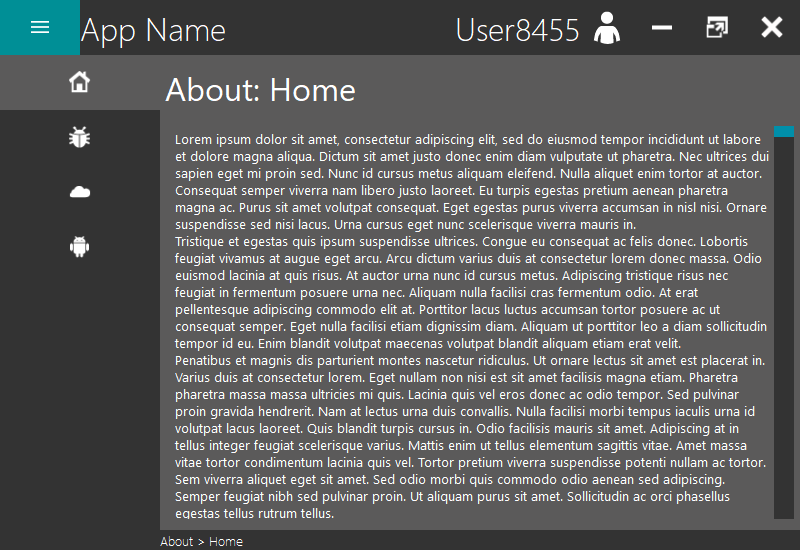 App Name
User8455
About: Home
Lorem ipsum dolor sit amet, consectetur adipiscing elit, sed do eiusmod tempor incididunt ut labore
et dolore magna aliqua. Dictum sit amet justo donec enim diam vulputate ut pharetra. Nec ultrices dui
sapien eget mi proin sed. Nunc id cursus metus aliquam eleifend. Nulla aliquet enim tortor at auctor.
Consequat semper viverra nam libero justo laoreet. Eu turpis egestas pretium aenean pharetra
magna ac. Purus sit amet volutpat consequat. Eget egestas purus viverra accumsan in nisl nisi. Ornare
suspendisse sed nisi lacus. Urna cursus eget nunc scelerisque viverra mauris in.
Tristique et egestas quis ipsum suspendisse ultrices. Congue eu consequat ac felis donec. Lobortis
feugiat vivamus at augue eget arcu. Arcu dictum varius duis at consectetur lorem donec massa. Odio
euismod lacinia at quis risus. At auctor urna nunc id cursus metus. Adipiscing tristique risus nec
feugiat in fermentum posuere urna nec. Aliquam nulla facilisi cras fermentum odio. At erat
pellentesque adipiscing commodo elit at. Porttitor lacus luctus accumsan tortor posuere ac ut
consequat semper. Eget nulla facilisi etiam dignissim diam. Aliquam ut porttitor leo a diam sollicitudin
tempor id eu. Enim blandit volutpat maecenas volutpat blandit aliquam etiam erat velit.
Penatibus et magnis dis parturient montes nascetur ridiculus. Ut ornare lectus sit amet est placerat in.
Varius duis at consectetur lorem. Eget nullam non nisi est sit amet facilisis magna etiam. Pharetra
pharetra massa massa ultricies mi quis. Lacinia quis vel eros donec ac odio tempor. Sed pulvinar
proin gravida hendrerit. Nam at lectus urna duis convallis. Nulla facilisi morbi tempus iaculis urna id
volutpat lacus laoreet. Quis blandit turpis cursus in. Odio facilisis mauris sit amet. Adipiscing at in
tellus integer feugiat scelerisque varius. Mattis enim ut tellus elementum sagittis vitae. Amet massa
vitae tortor condimentum lacinia quis vel. Tortor pretium viverra suspendisse potenti nullam ac tortor.
Sem viverra aliquet eget sit amet. Sed odio morbi quis commodo odio aenean sed adipiscing.
Semper feugiat nibh sed pulvinar proin. Ut aliquam purus sit amet. Sollicitudin ac orci phasellus
egestas tellus rutrum tellus.
About > Home